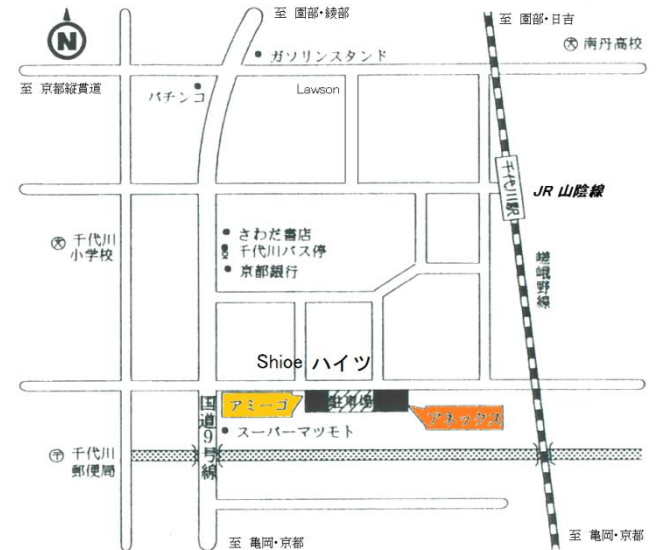 至 園部・綾部
至 園部・日吉
N
ガソリンスタンド
南丹高校
至 京都縦貫道
パチンコ
Lawson
千代川駅
JR 山陰線
さわだ書店
千代川バス停
京都銀行
千代川
小学校
嵯峨野線
Shioe ハイツ
アミーゴ
駐車場
アネックス
国道9号線
スーパーマツモト
千代川
郵便局
至 亀岡・京都
至 亀岡・京都